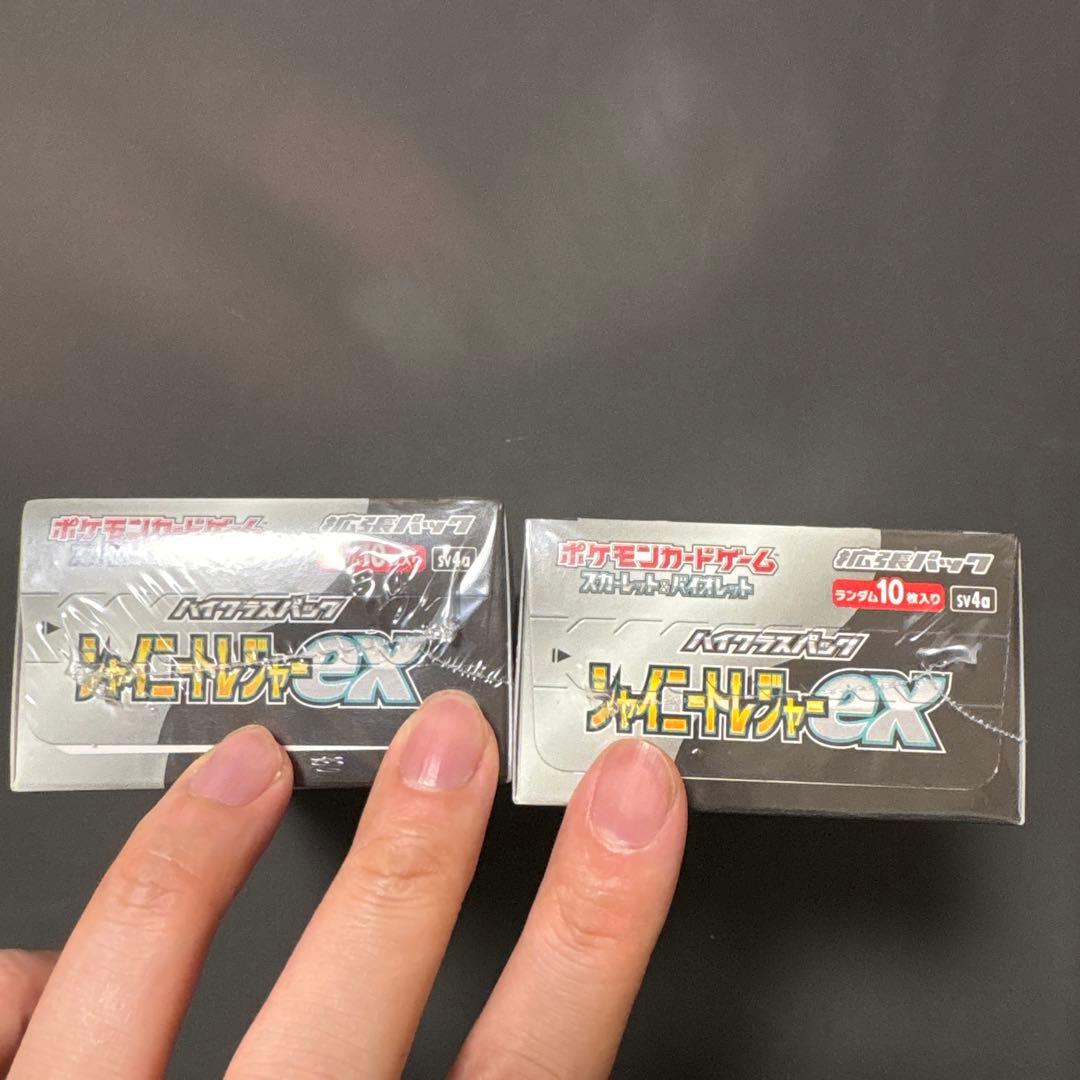 ポケモンカードゲーム
拡張パック
sv4a
ハイクラスパック
シャイニートレジャーex
ポケモンカードゲーム
スカーレット&バイオレット
拡張パック
ランダム10枚入り
sv4a
ハイクラスパック
シャイニートレジャーex